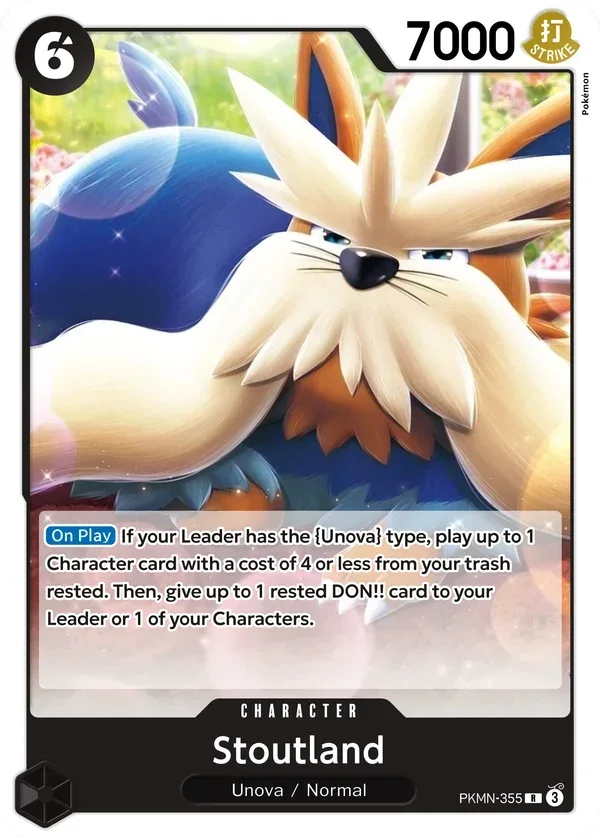 6
7000
打
STRIKE
Pokémon
On Play If your Leader has the {Unova} type, play up to 1
Character card with a cost of 4 or less from your trash
rested. Then, give up to 1 rested DON!! card to your
Leader or 1 of your Characters.
CHARACTER
Stoutland
Unova / Normal
PKMN-355 R 3